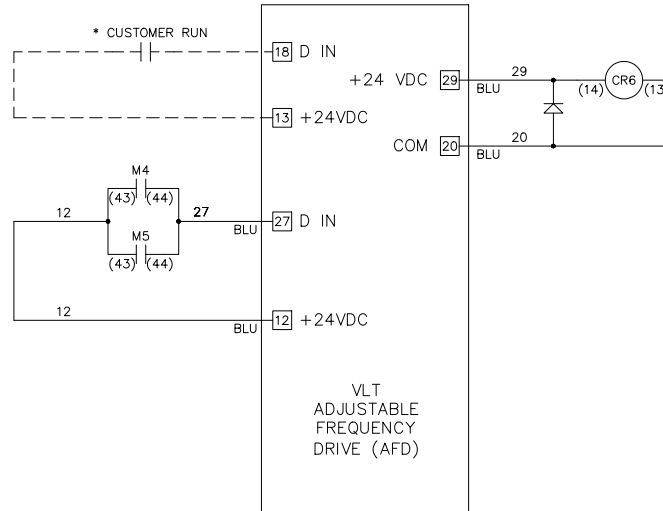 * CUSTOMER RUN
18 D IN
+24 VDC 29
29
BLU
(14) CR6 (13
13 +24VDC
COM 20
20
BLU
M4
(43) (44)
12
27
BLU
27 D IN
M5
(43) (44)
12
BLU
12 +24VDC
VLT
ADJUSTABLE
FREQUENCY
DRIVE (AFD)